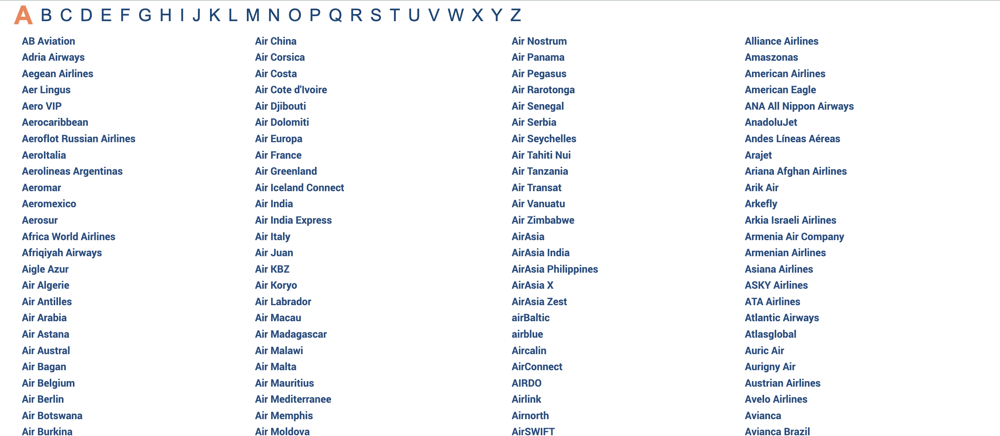 A B C D E F G H I J K L M N O P Q R S T U V W X Y Z
AB Aviation
Adria Airways
Aegean Airlines
Aer Lingus
Aero VIP
Aerocaribbean
Aeroflot Russian Airlines
AeroItalia
Aerolineas Argentinas
Aeromar
Aeromexico
Aerosur
Africa World Airlines
Afriqiyah Airways
Aigle Azur
Air Algerie
Air Antilles
Air Arabia
Air Astana
Air Austral
Air Bagan
Air Belgium
Air Berlin
Air Botswana
Air Burkina
Air China
Air Corsica
Air Costa
Air Cote d'Ivoire
Air Djibouti
Air Dolomiti
Air Europa
Air France
Air Greenland
Air Iceland Connect
Air India
Air India Express
Air Italy
Air Juan
Air KBZ
Air Koryo
Air Labrador
Air Macau
Air Madagascar
Air Malawi
Air Malta
Air Mauritius
Air Mediterranee
Air Memphis
Air Moldova
Air Nostrum
Air Panama
Air Pegasus
Air Rarotonga
Air Senegal
Air Serbia
Air Seychelles
Air Tahiti Nui
Air Tanzania
Air Transat
Air Vanuatu
Air Zimbabwe
AirAsia
AirAsia India
AirAsia Philippines
AirAsia X
AirAsia Zest
airBaltic
airblue
Aircalin
AirConnect
AIRDO
Airlink
Airnorth
AirSWIFT
Alliance Airlines
Amaszonas
American Airlines
American Eagle
ANA All Nippon Airways
AnadoluJet
Andes Líneas Aéreas
Arajet
Ariana Afghan Airlines
Arik Air
Arkefly
Arkia Israeli Airlines
Armenia Air Company
Armenian Airlines
Asiana Airlines
ASKY Airlines
ATA Airlines
Atlantic Airways
Atlasglobal
Auric Air
Aurigny Air
Austrian Airlines
Avelo Airlines
Avianca
Avianca Brazil